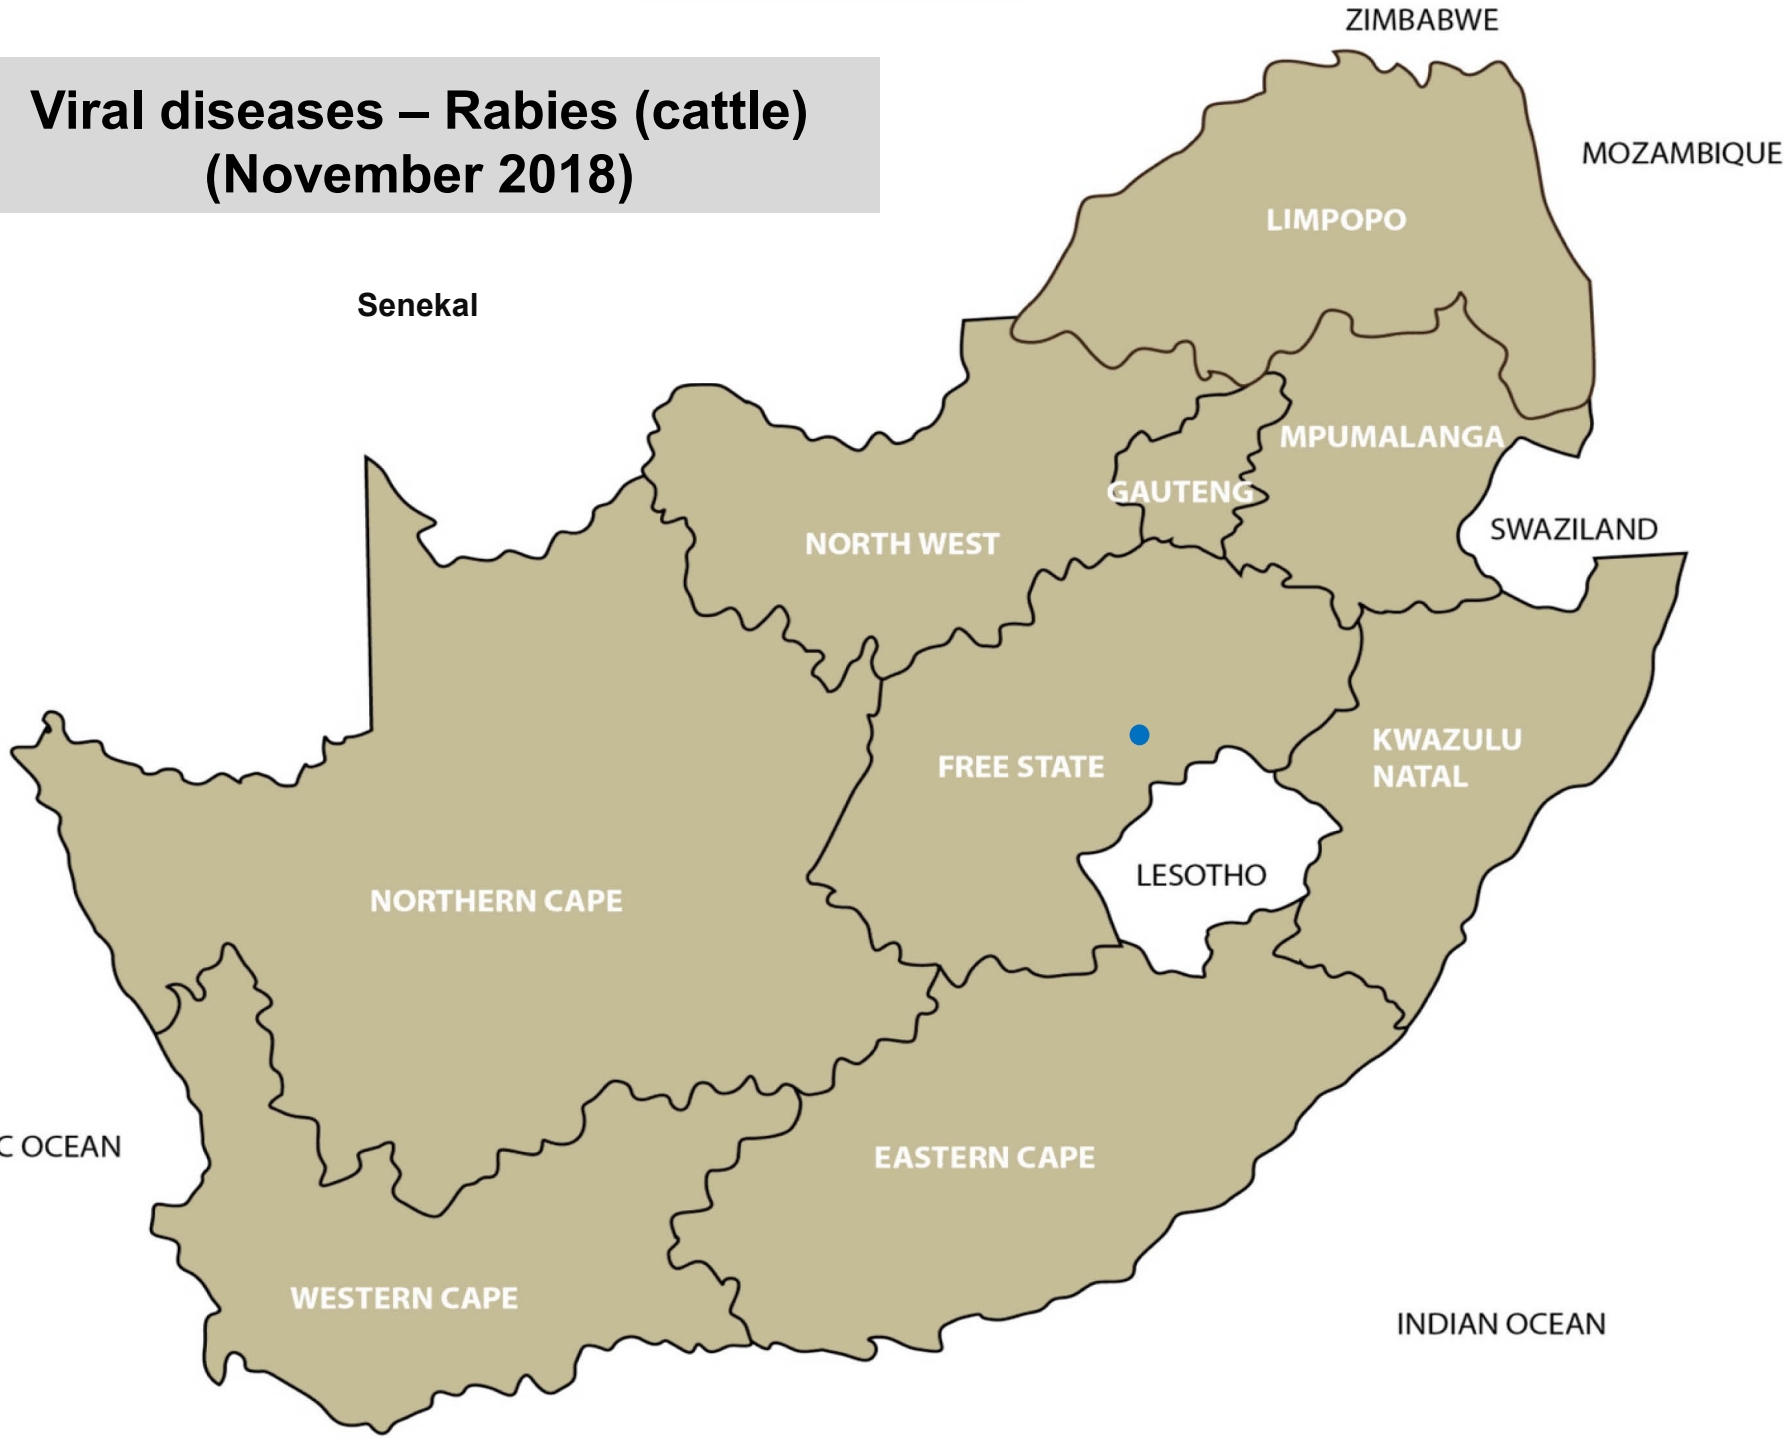 ZIMBABWE
Viral diseases – Rabies (cattle)
(November 2018)
MOZAMBIQUE
LIMPOPO
Senekal
MPUMALANGA
GAUTENG
SWAZILAND
NORTH WEST
KWAZULU
NATAL
FREE STATE
LESOTHO
NORTHERN CAPE
C OCEAN
EASTERN CAPE
WESTERN CAPE
INDIAN OCEAN